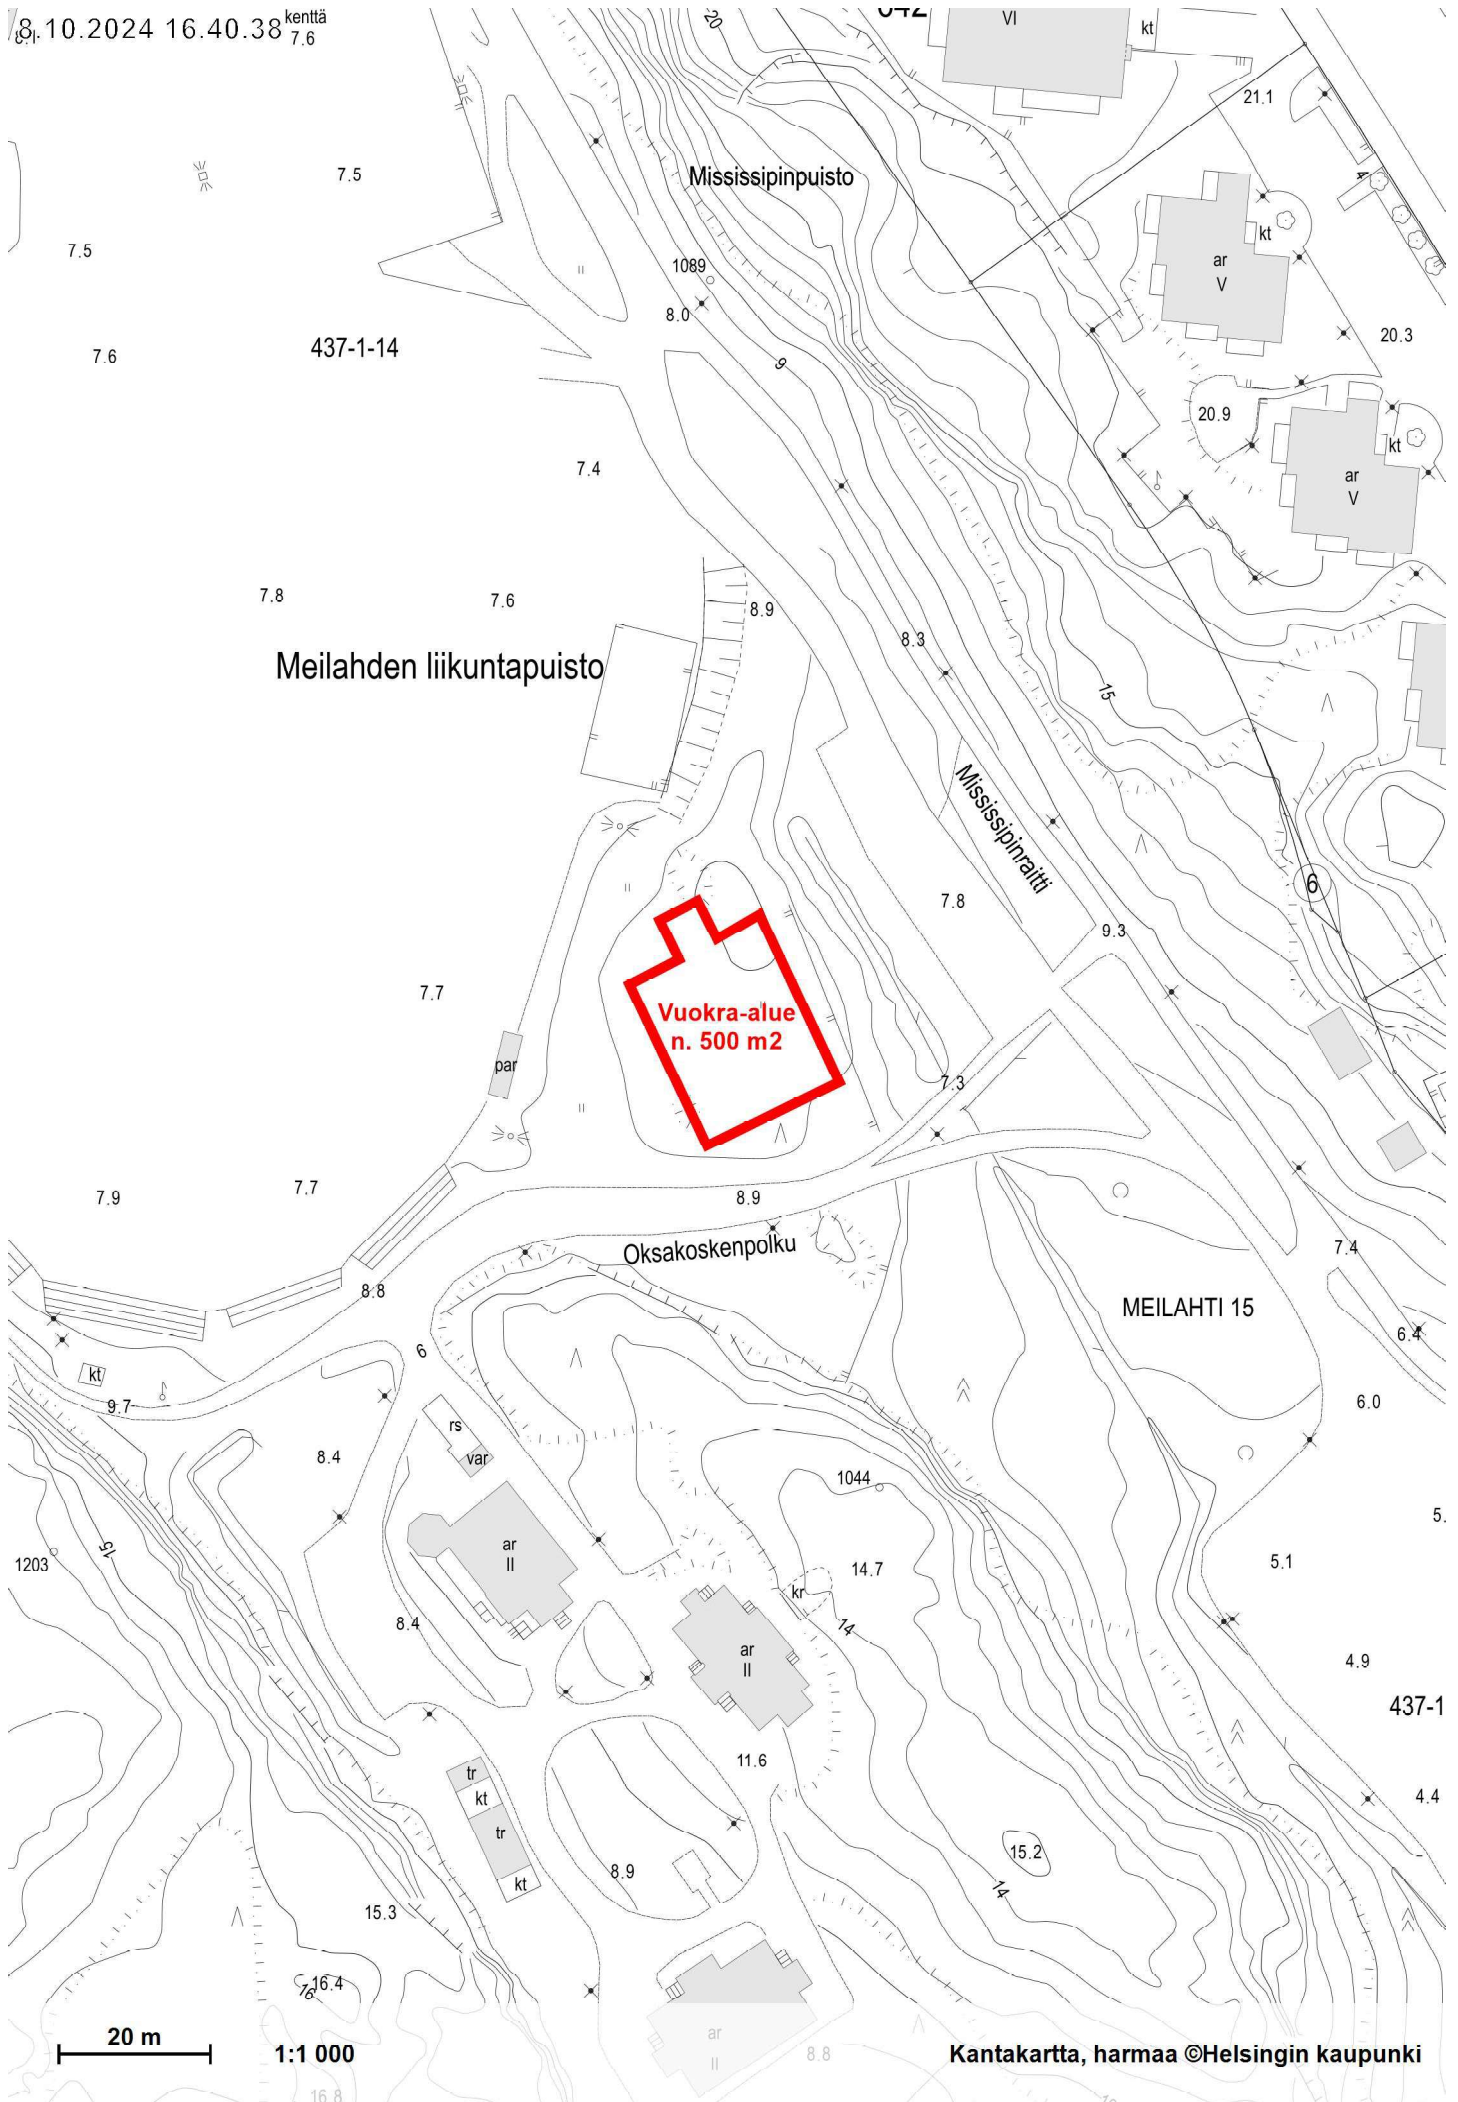 8.10.2024 16.40.38
kenttä
7.6
20
VI
kt
21.1
4
7.5
Mississipinpuisto
7.5
kt
ar
V
1089
8.0
20.3
7.6
437-1-14
9
20.9
kt
7.4
ar
V
7.8
7.6
8.9
8.3
Meilahden liikuntapuisto
15
Mississipinraitti
6
7.8
9.3
7.7
Vuokra-alue
n. 500 m2
par
7.3
7.9
7.7
8.9
Oksakoskenpolku
7.4
8.8
MEILAHTI 15
6.4
6
kt
9.7
6.0
rs
var
8.4
1044
5.
15
1203
ar
II
14.7
5.1
kr
8.4
14
ar
II
4.9
437-1
11.6
tr
kt
tr
kt
4.4
8.9
15.2
14
15.3
16.4
16
20 m
1:1 000
ar
II
8.8
Kantakartta, harmaa ©Helsingin kaupunki
16.8